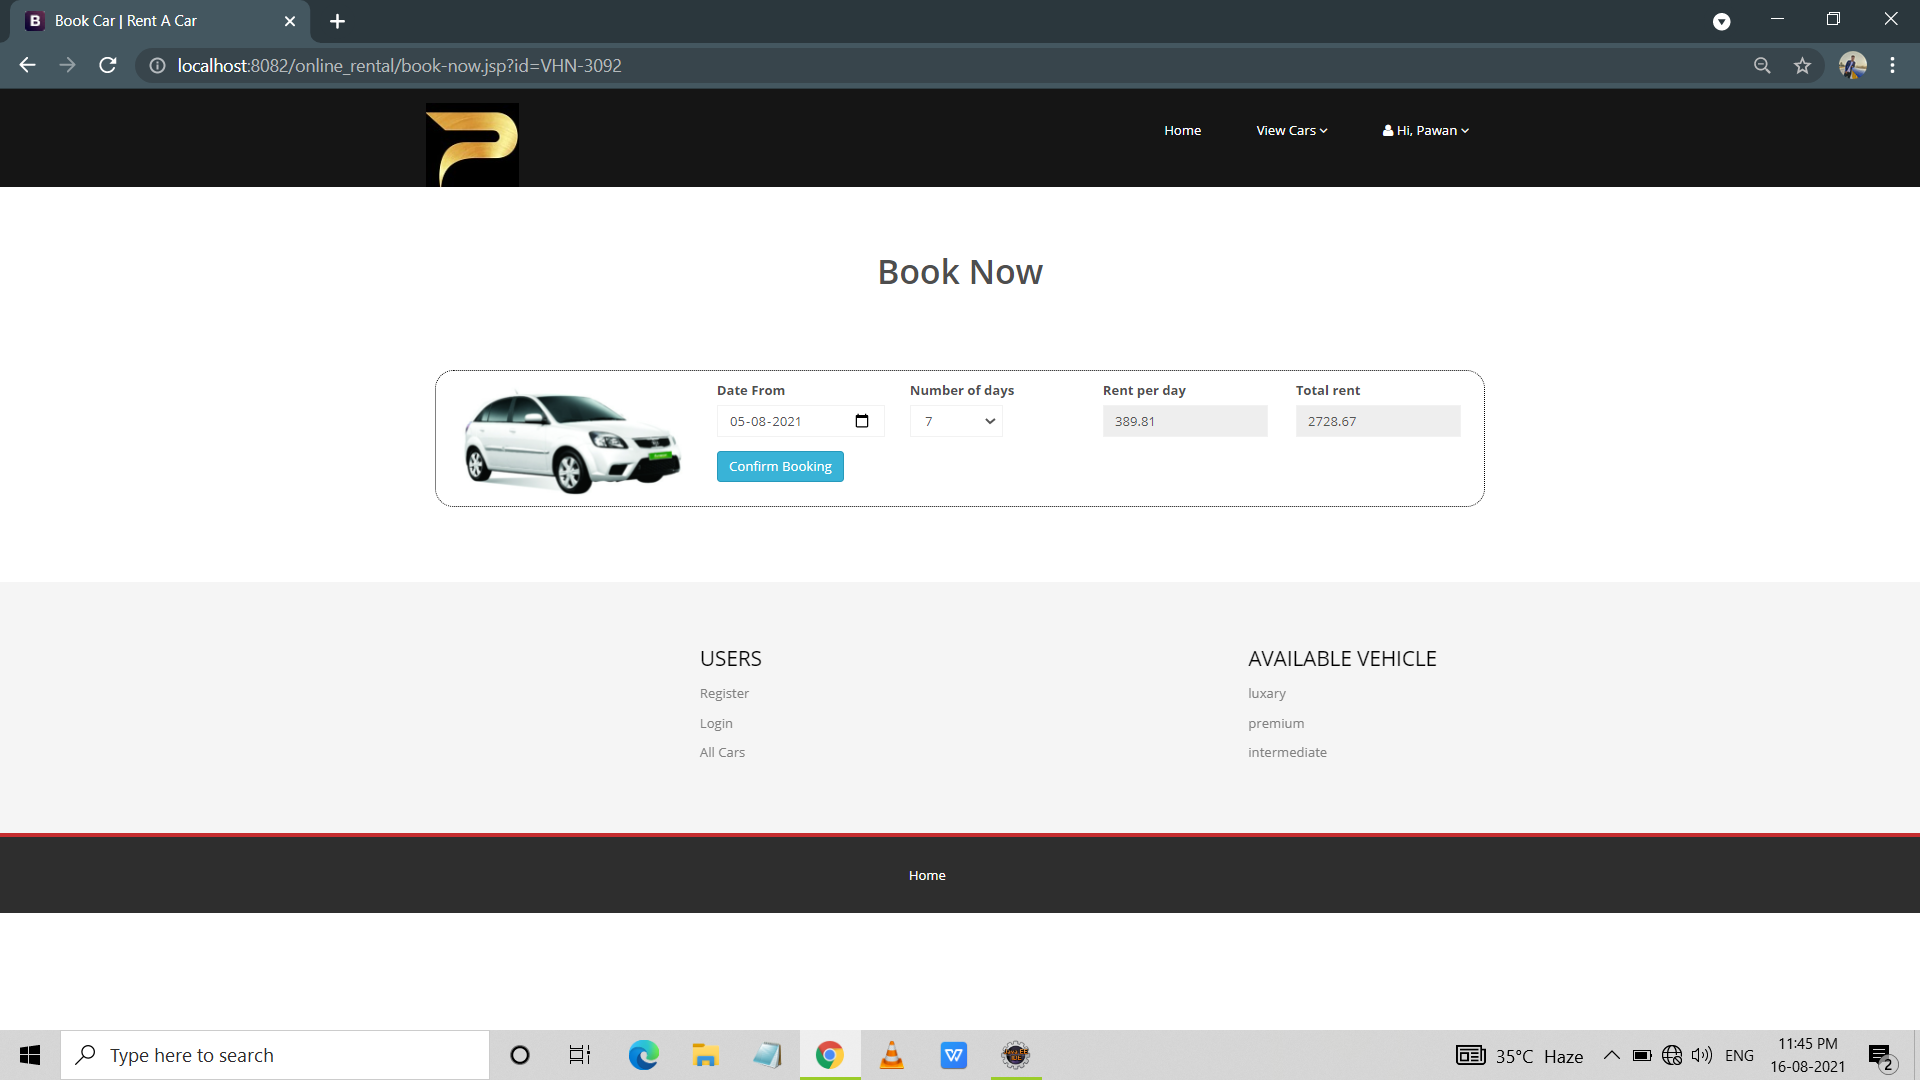 Book Car | Rent A Car
localhost:8082/online_rental/book-now.jsp?id=VHN-3092
Home View Cars Hi, Pawan
Book Now
Date From Number of days Rent per day Total rent
05-08-2021 7 389.81 2728.67
Confirm Booking
USERS
Register
Login
All Cars
AVAILABLE VEHICLE
luxary
premium
intermediate
Home
Type here to search
35°C Haze
ENG
11:45 PM
16-08-2021
2